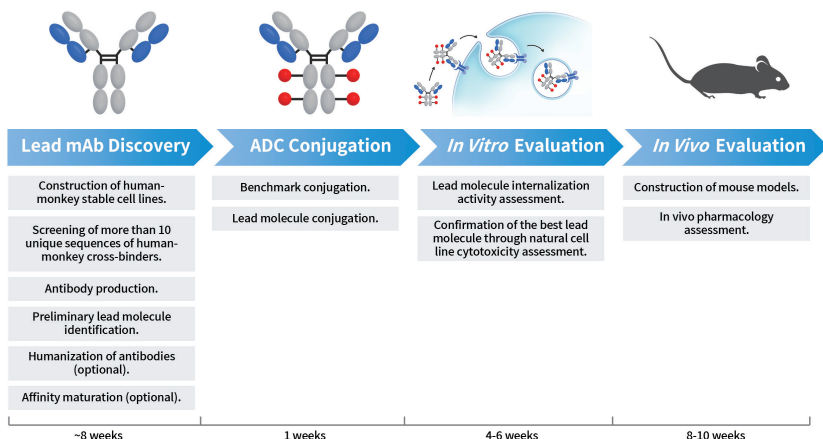 Lead mAb Discovery
ADC Conjugation
In Vitro Evaluation
In Vivo Evaluation
Construction of human-
monkey stable cell lines.
Screening of more than 10
unique sequences of human-
monkey cross-binders.
Antibody production.
Preliminary lead molecule
identification.
Humanization of antibodies
(optional).
Affinity maturation (optional).
Benchmark conjugation.
Lead molecule conjugation.
Lead molecule internalization
activity assessment.
Confirmation of the best lead
molecule through natural cell
line cytotoxicity assessment.
Construction of mouse models.
In vivo pharmacology
assessment.
~8 weeks
1 weeks
4-6 weeks
8-10 weeks